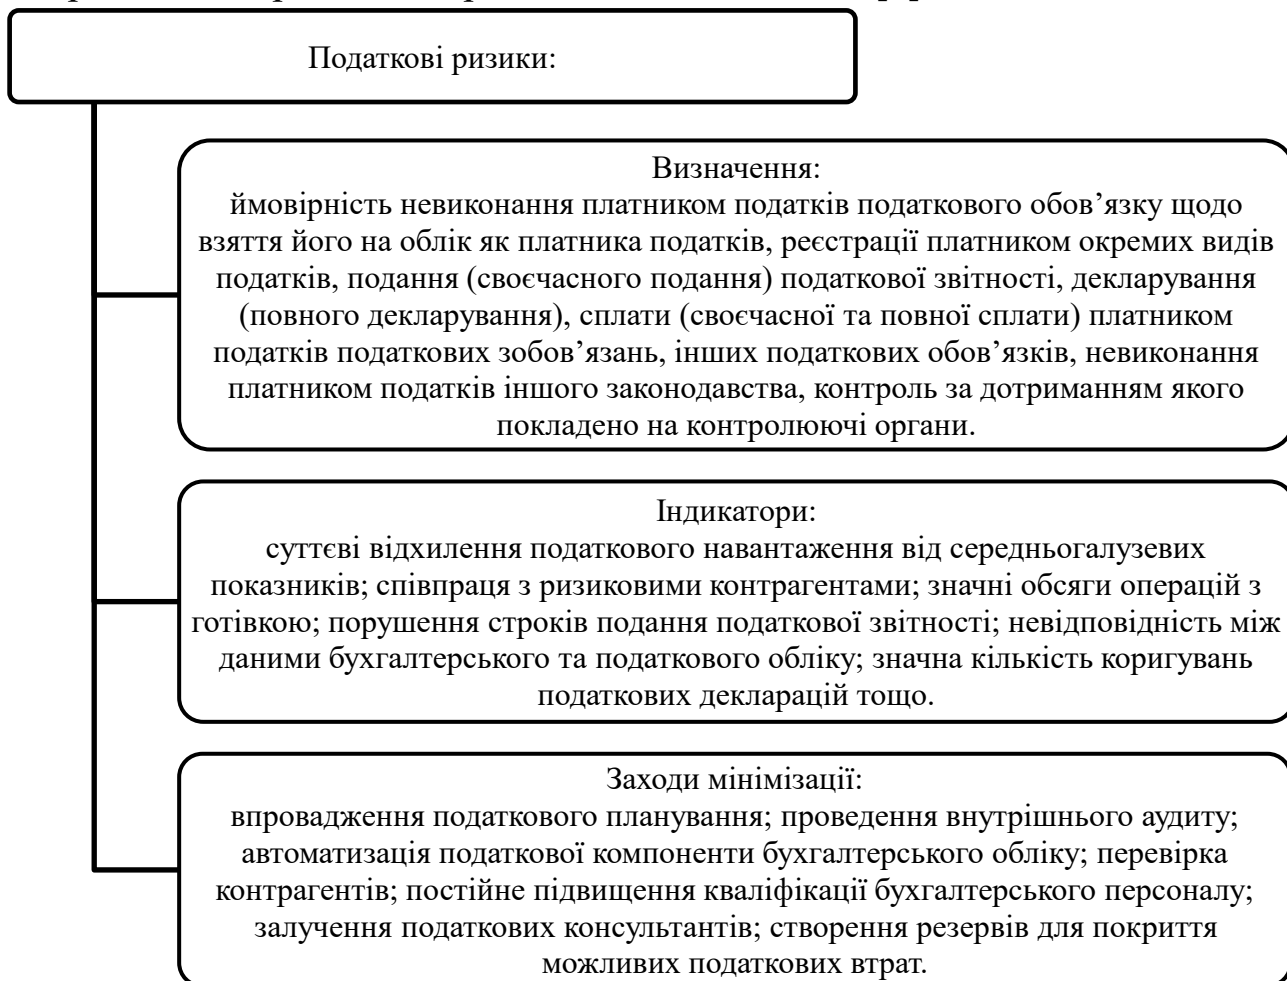 Податкові ризики:
Визначення:
ймовірність невиконання платником податків податкового обов’язку щодо
взяття його на облік як платника податків, реєстрації платником окремих видів
податків, подання (своєчасного подання) податкової звітності, декларування
(повного декларування), сплати (своєчасної та повної сплати) платником
податків податкових зобов’язань, інших податкових обов’язків, невиконання
платником податків іншого законодавства, контроль за дотриманням якого
покладено на контролюючі органи.
Індикатори:
суттєві відхилення податкового навантаження від середньогалузевих
показників; співпраця з ризиковими контрагентами; значні обсяги операцій з
готівкою; порушення строків подання податкової звітності; невідповідність між
даними бухгалтерського та податкового обліку; значна кількість коригувань
податкових декларацій тощо.
Заходи мінімізації:
впровадження податкового планування; проведення внутрішнього аудиту;
автоматизація податкової компоненти бухгалтерського обліку; перевірка
контрагентів; постійне підвищення кваліфікації бухгалтерського персоналу;
залучення податкових консультантів; створення резервів для покриття
можливих податкових втрат.